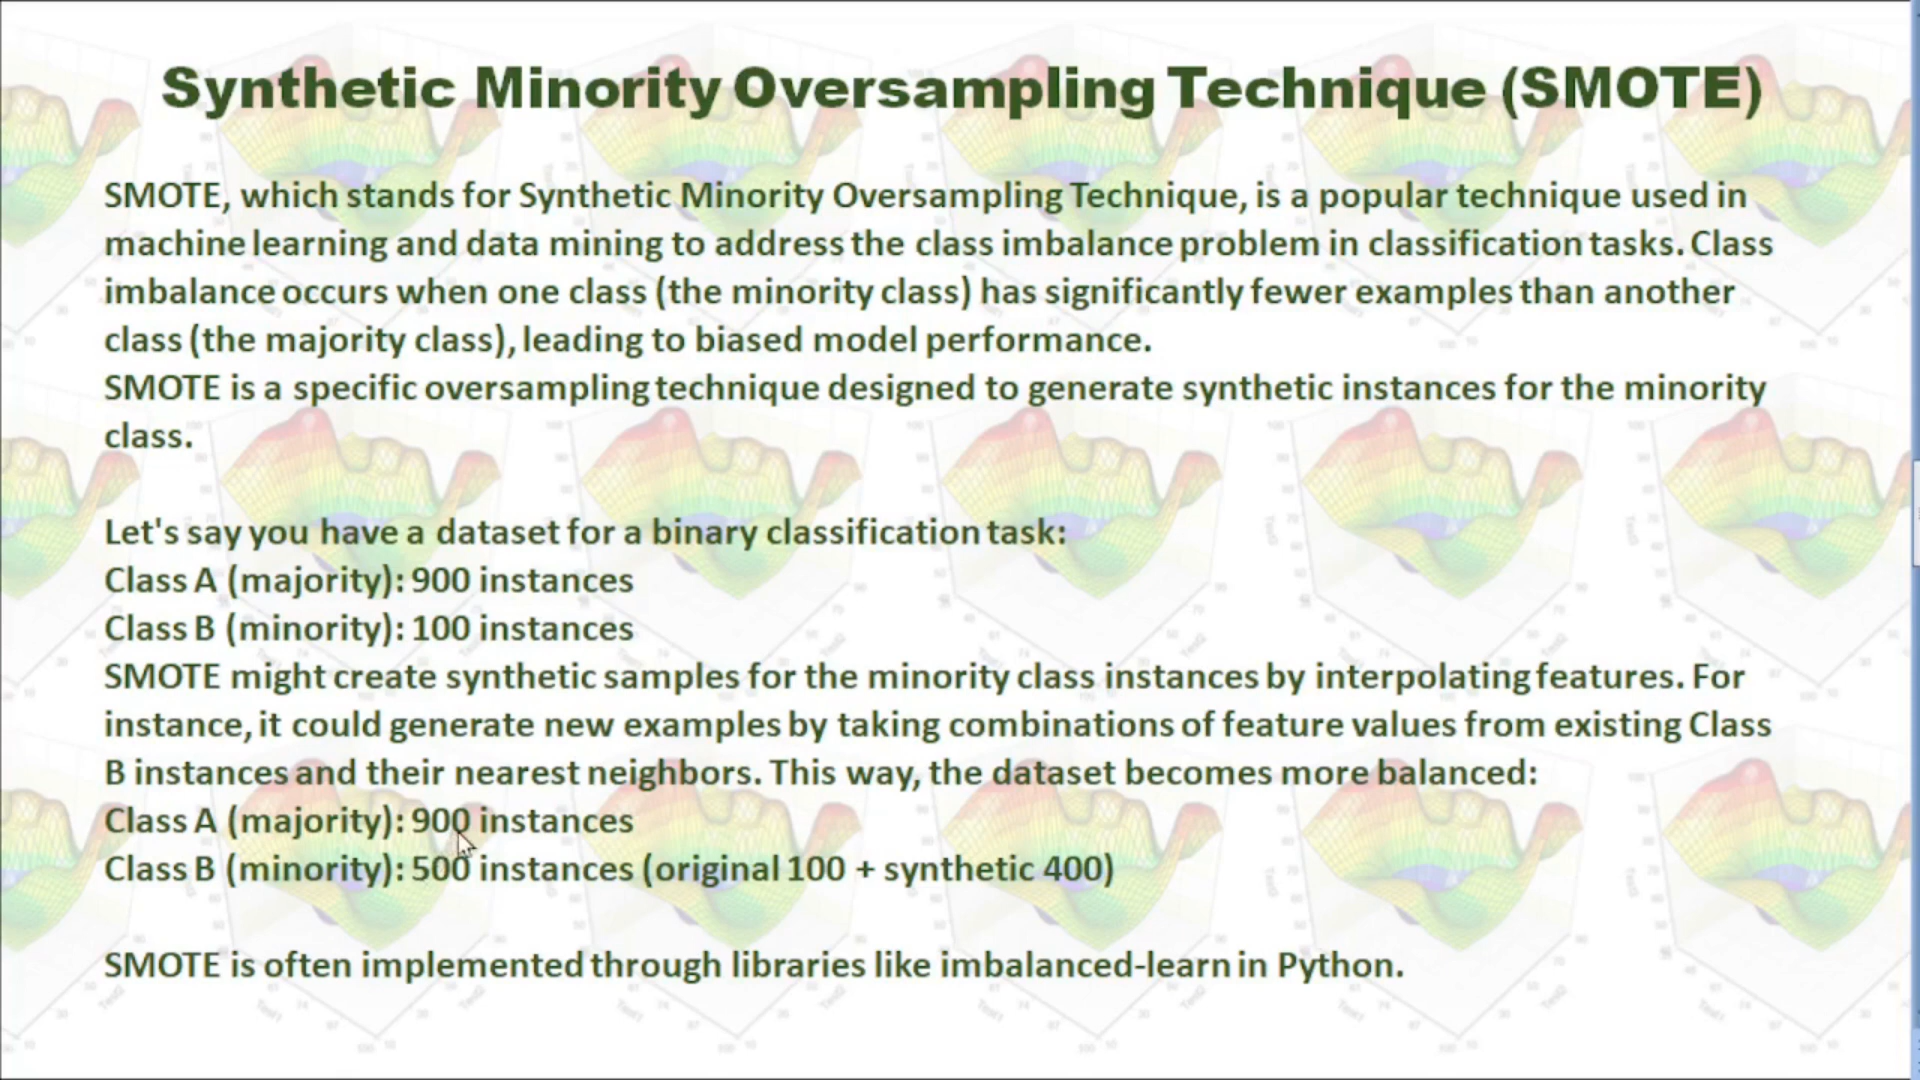 Synthetic Minority Oversampling Technique (SMOTE)
SMOTE, which stands for Synthetic Minority Oversampling Technique, is a popular technique used in
machine learning and data mining to address the class imbalance problem in classification tasks. Class
imbalance occurs when one class (the minority class) has significantly fewer examples than another
class (the majority class), leading to biased model performance.
SMOTE is a specific oversampling technique designed to generate synthetic instances for the minority
class.
Let's say you have a dataset for a binary classification task:
Class A (majority): 900 instances
Class B (minority): 100 instances
SMOTE might create synthetic samples for the minority class instances by interpolating features. For
instance, it could generate new examples by taking combinations of feature values from existing Class
B instances and their nearest neighbors. This way, the dataset becomes more balanced:
Class A (majority): 900 instances
Class B (minority): 500 instances (original 100 + synthetic 400)
SMOTE is often implemented through libraries like imbalanced-learn in Python.